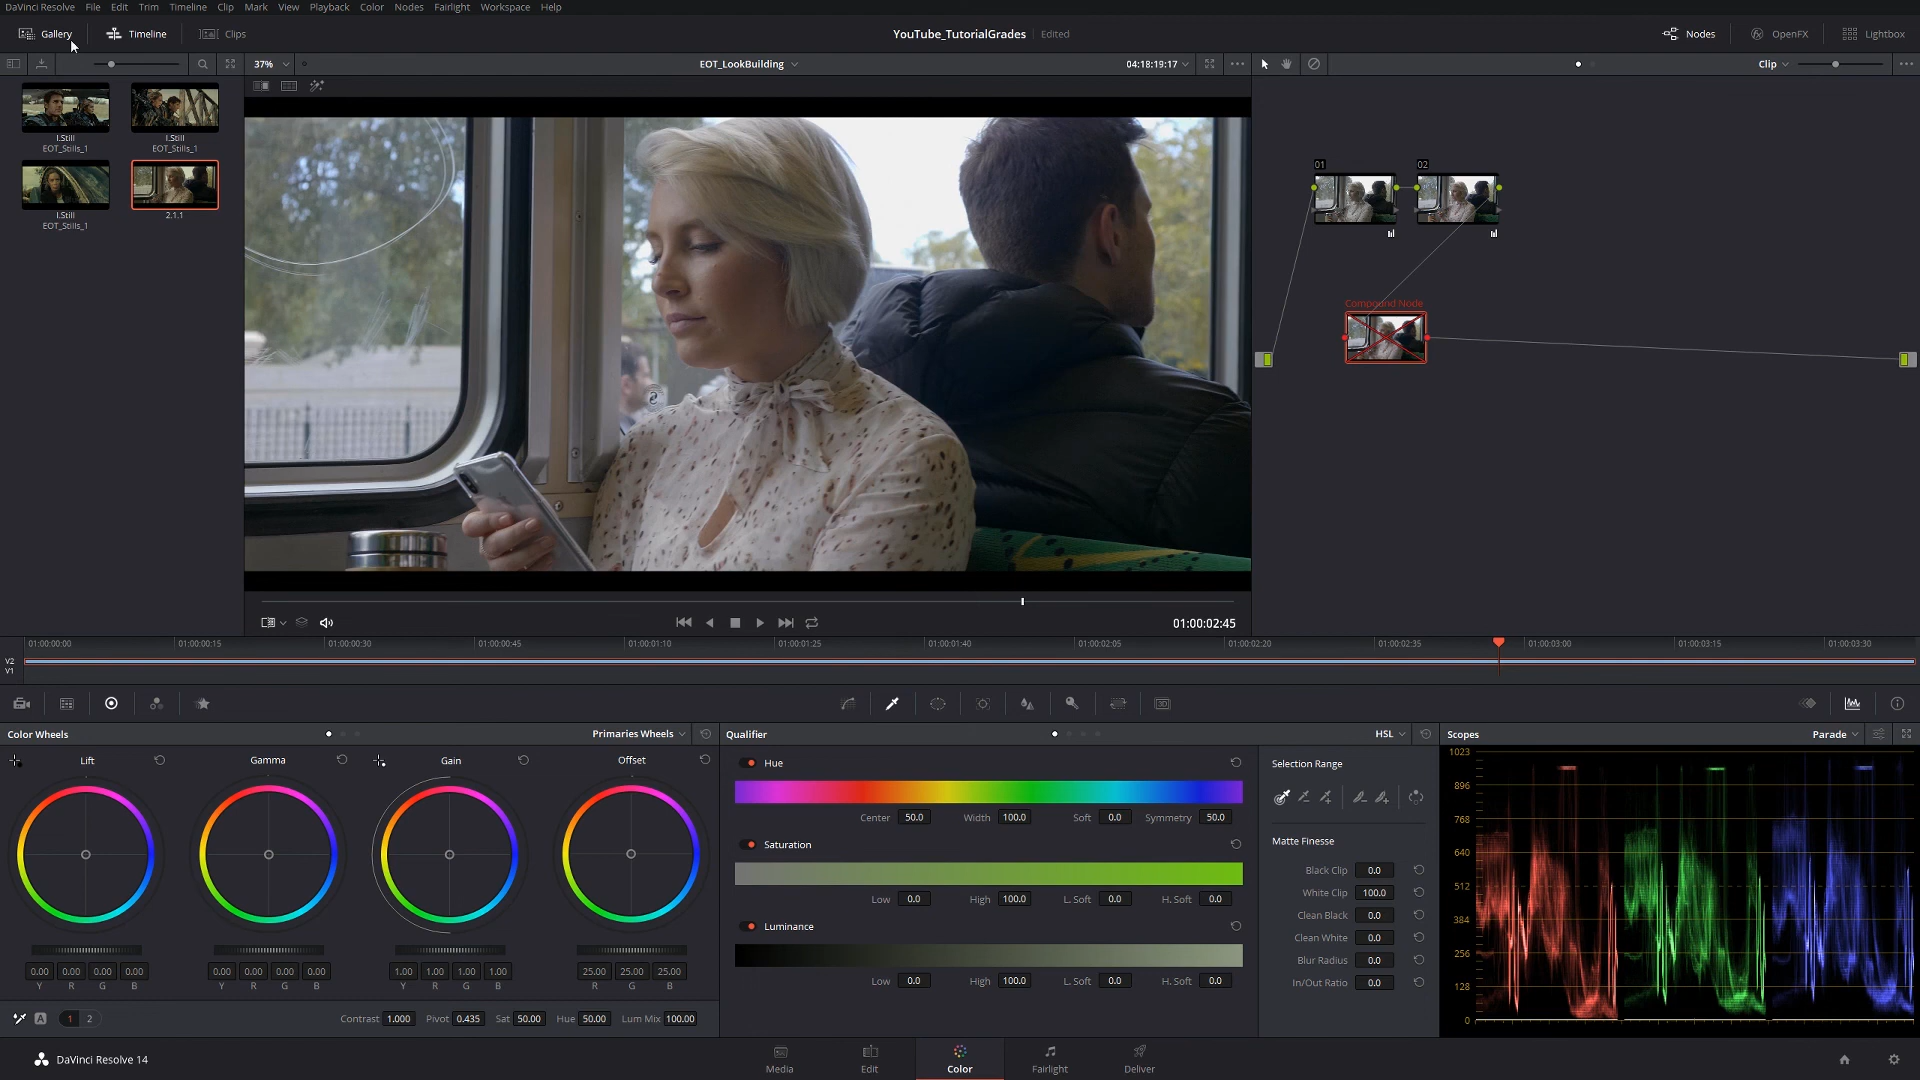 DaVinci Resolve File Edit Trim Timeline Clip Mark View Playback Color Nodes Fairlight Workspace Help
Gallery Timeline Clips YouTube_TutorialGrades Edited Nodes OpenFX Lightbox
37% EOT_LookBuilding 04:18:19:17 Clip
1.Still
EOT_Stills_1
1.Still
EOT_Stills_1
1.Still
EOT_Stills_1
2.1.1
01 02
Compound Node
01:00:02:45
01:00:00:00 01:00:00:15 01:00:00:30 01:00:00:45 01:00:01:10 01:00:01:25 01:00:01:40 01:00:02:05 01:00:02:20 01:00:02:35 01:00:03:00 01:00:03:15 01:00:03:30
V2
V1
Color Wheels Primaries Wheels
Lift Gamma Gain Offset
0.00 0.00 0.00 0.00 0.00 0.00 0.00 0.00 1.00 1.00 1.00 1.00 25.00 25.00 25.00
Y R G B Y R G B Y R G B R G B
A 1 2 Contrast 1.000 Pivot 0.435 Sat 50.00 Hue 50.00 Lum Mix 100.00
Qualifier HSL
Hue
Center 50.0 Width 100.0 Soft 0.0 Symmetry 50.0
Saturation
Low 0.0 High 100.0 L. Soft 0.0 H. Soft 0.0
Luminance
Low 0.0 High 100.0 L. Soft 0.0 H. Soft 0.0
Selection Range
Matte Finesse
Black Clip 0.0
White Clip 100.0
Clean Black 0.0
Clean White 0.0
Blur Radius 0.0
In/Out Ratio 0.0
Scopes Parade
1023
896
768
640
512
384
256
128
0
DaVinci Resolve 14 Media Edit Color Fairlight Deliver